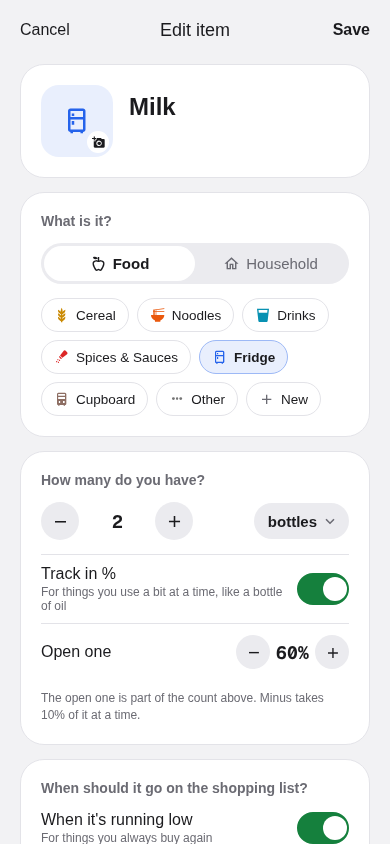 Cancel Edit item Save
Milk
What is it?
Food Household
Cereal Noodles Drinks
Spices & Sauces Fridge
Cupboard Other New
How many do you have?
− 2 + bottles
Track in %
For things you use a bit at a time, like a bottle
of oil
Open one − 60% +
The open one is part of the count above. Minus takes
10% of it at a time.
When should it go on the shopping list?
When it's running low
For things you always buy again